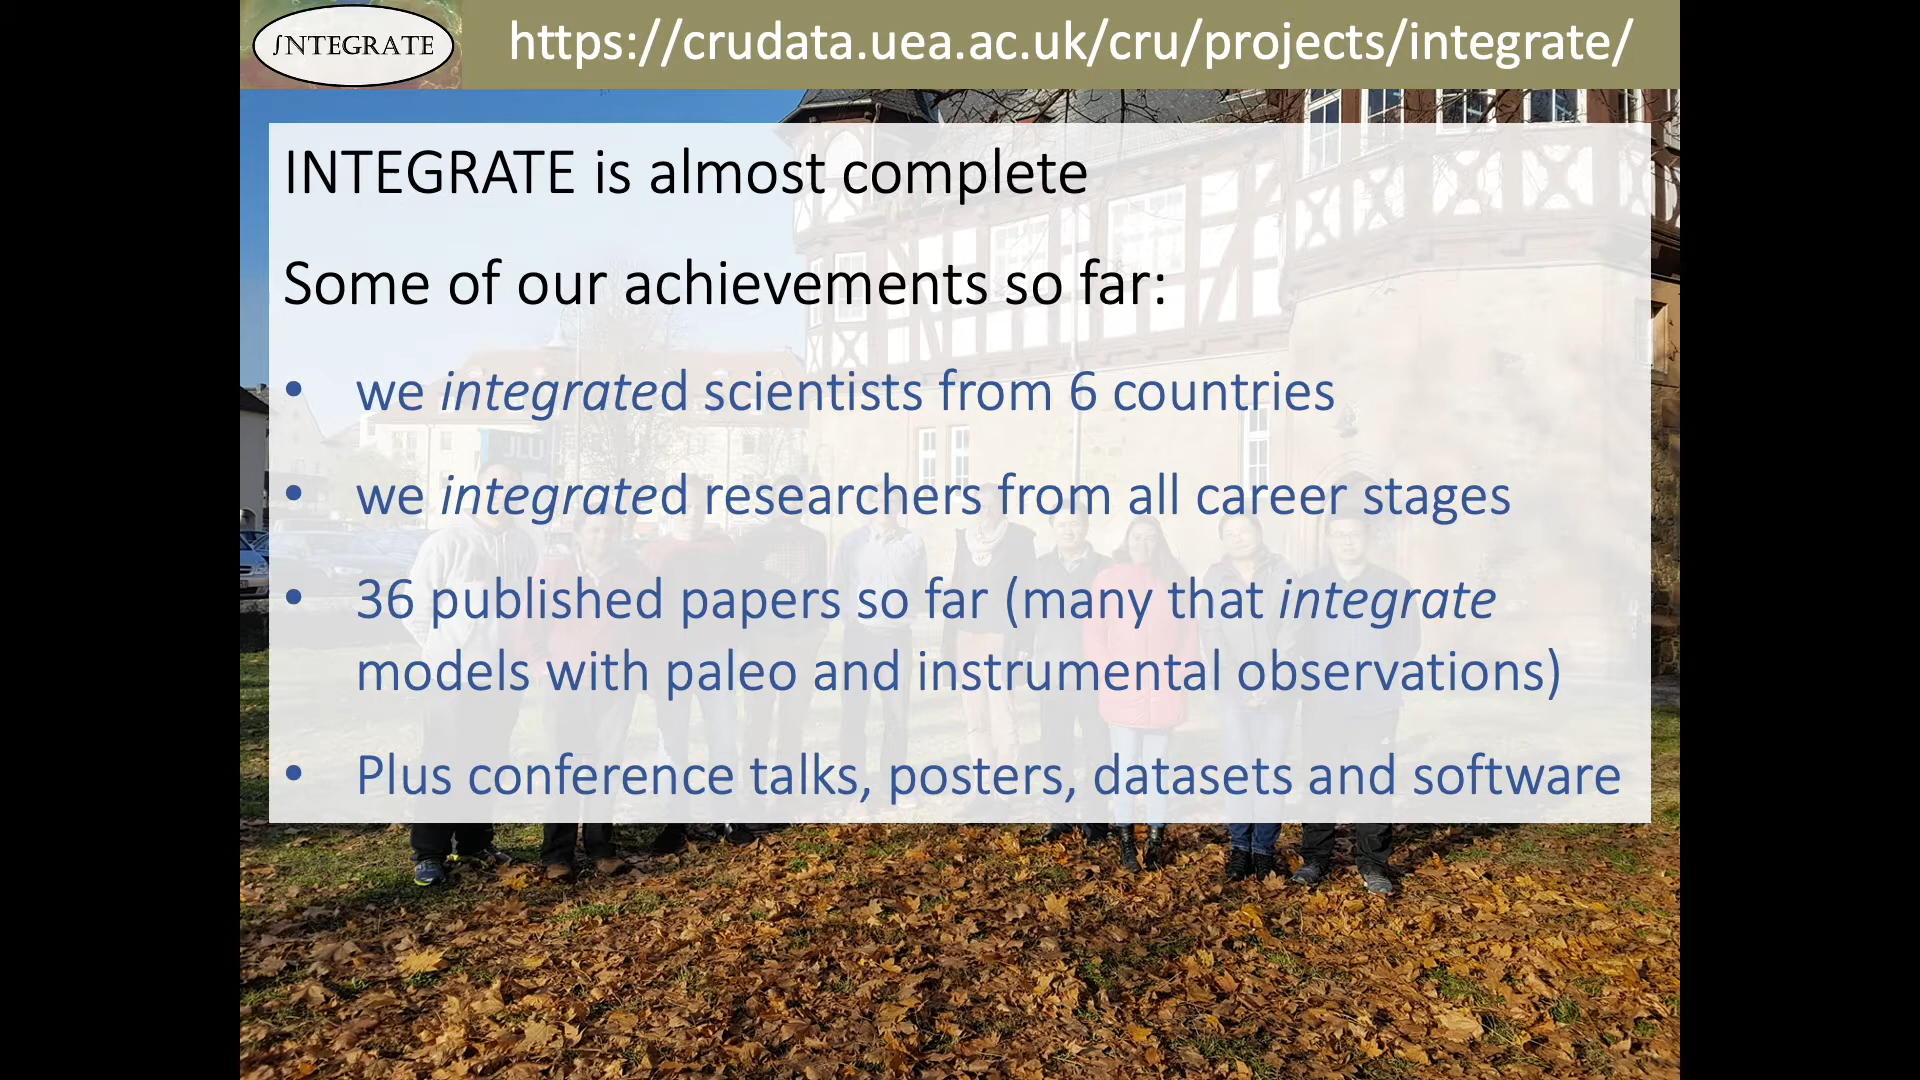 ∫NTEGRATE
https://crudata.uea.ac.uk/cru/projects/integrate/
INTEGRATE is almost complete
Some of our achievements so far:
• we integrated scientists from 6 countries
• we integrated researchers from all career stages
JLU
• 36 published papers so far (many that integrate
models with paleo and instrumental observations)
• Plus conference talks, posters, datasets and software